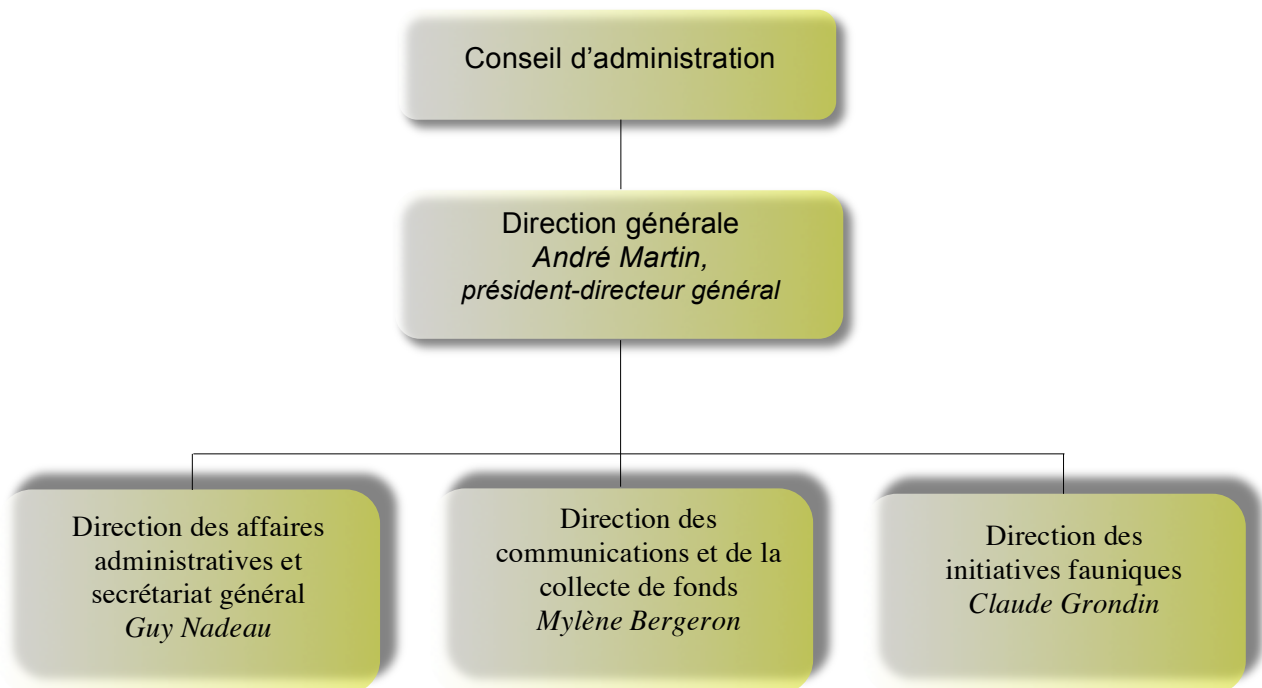 Conseil d’administration
Direction générale
André Martin,
président-directeur général
Direction des affaires
administratives et
secrétariat général
Guy Nadeau
Direction des
communications et de la
collecte de fonds
Mylène Bergeron
Direction des
initiatives fauniques
Claude Grondin